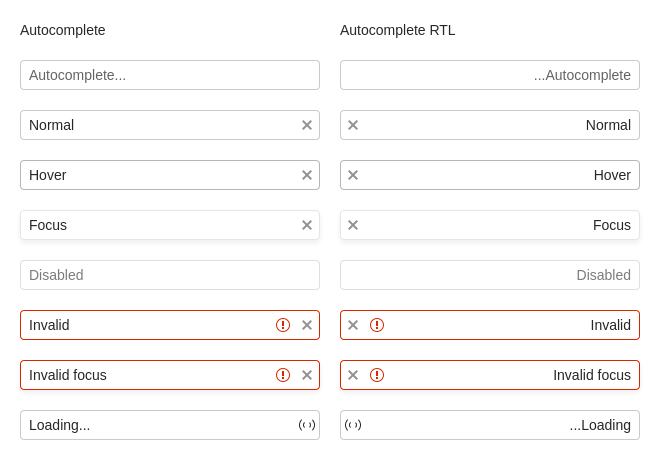 Autocomplete
Autocomplete RTL
Autocomplete...
...Autocomplete
Normal
Normal
Hover
Hover
Focus
Focus
Disabled
Disabled
Invalid
Invalid
Invalid focus
Invalid focus
Loading...
...Loading